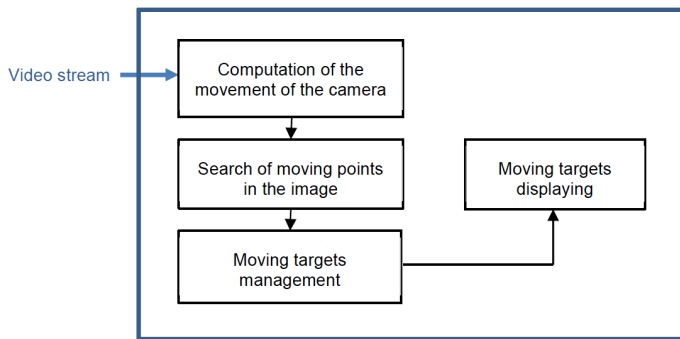 Video stream
Computation of the
movement of the camera
Search of moving points
in the image
Moving targets
displaying
Moving targets
management